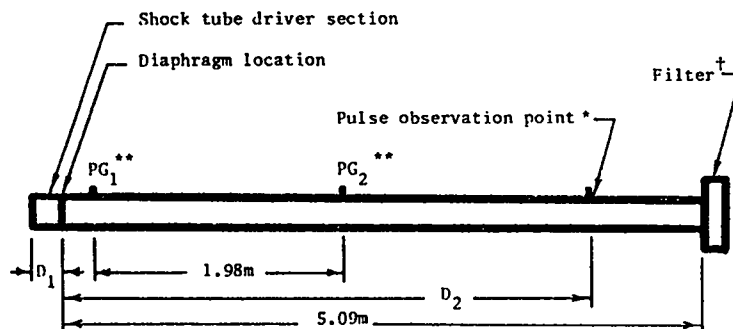 Shock tube driver section
Diaphragm location
Filter†
Pulse observation point *
PG1**
PG2**
D1
1.98m
D2
5.09m